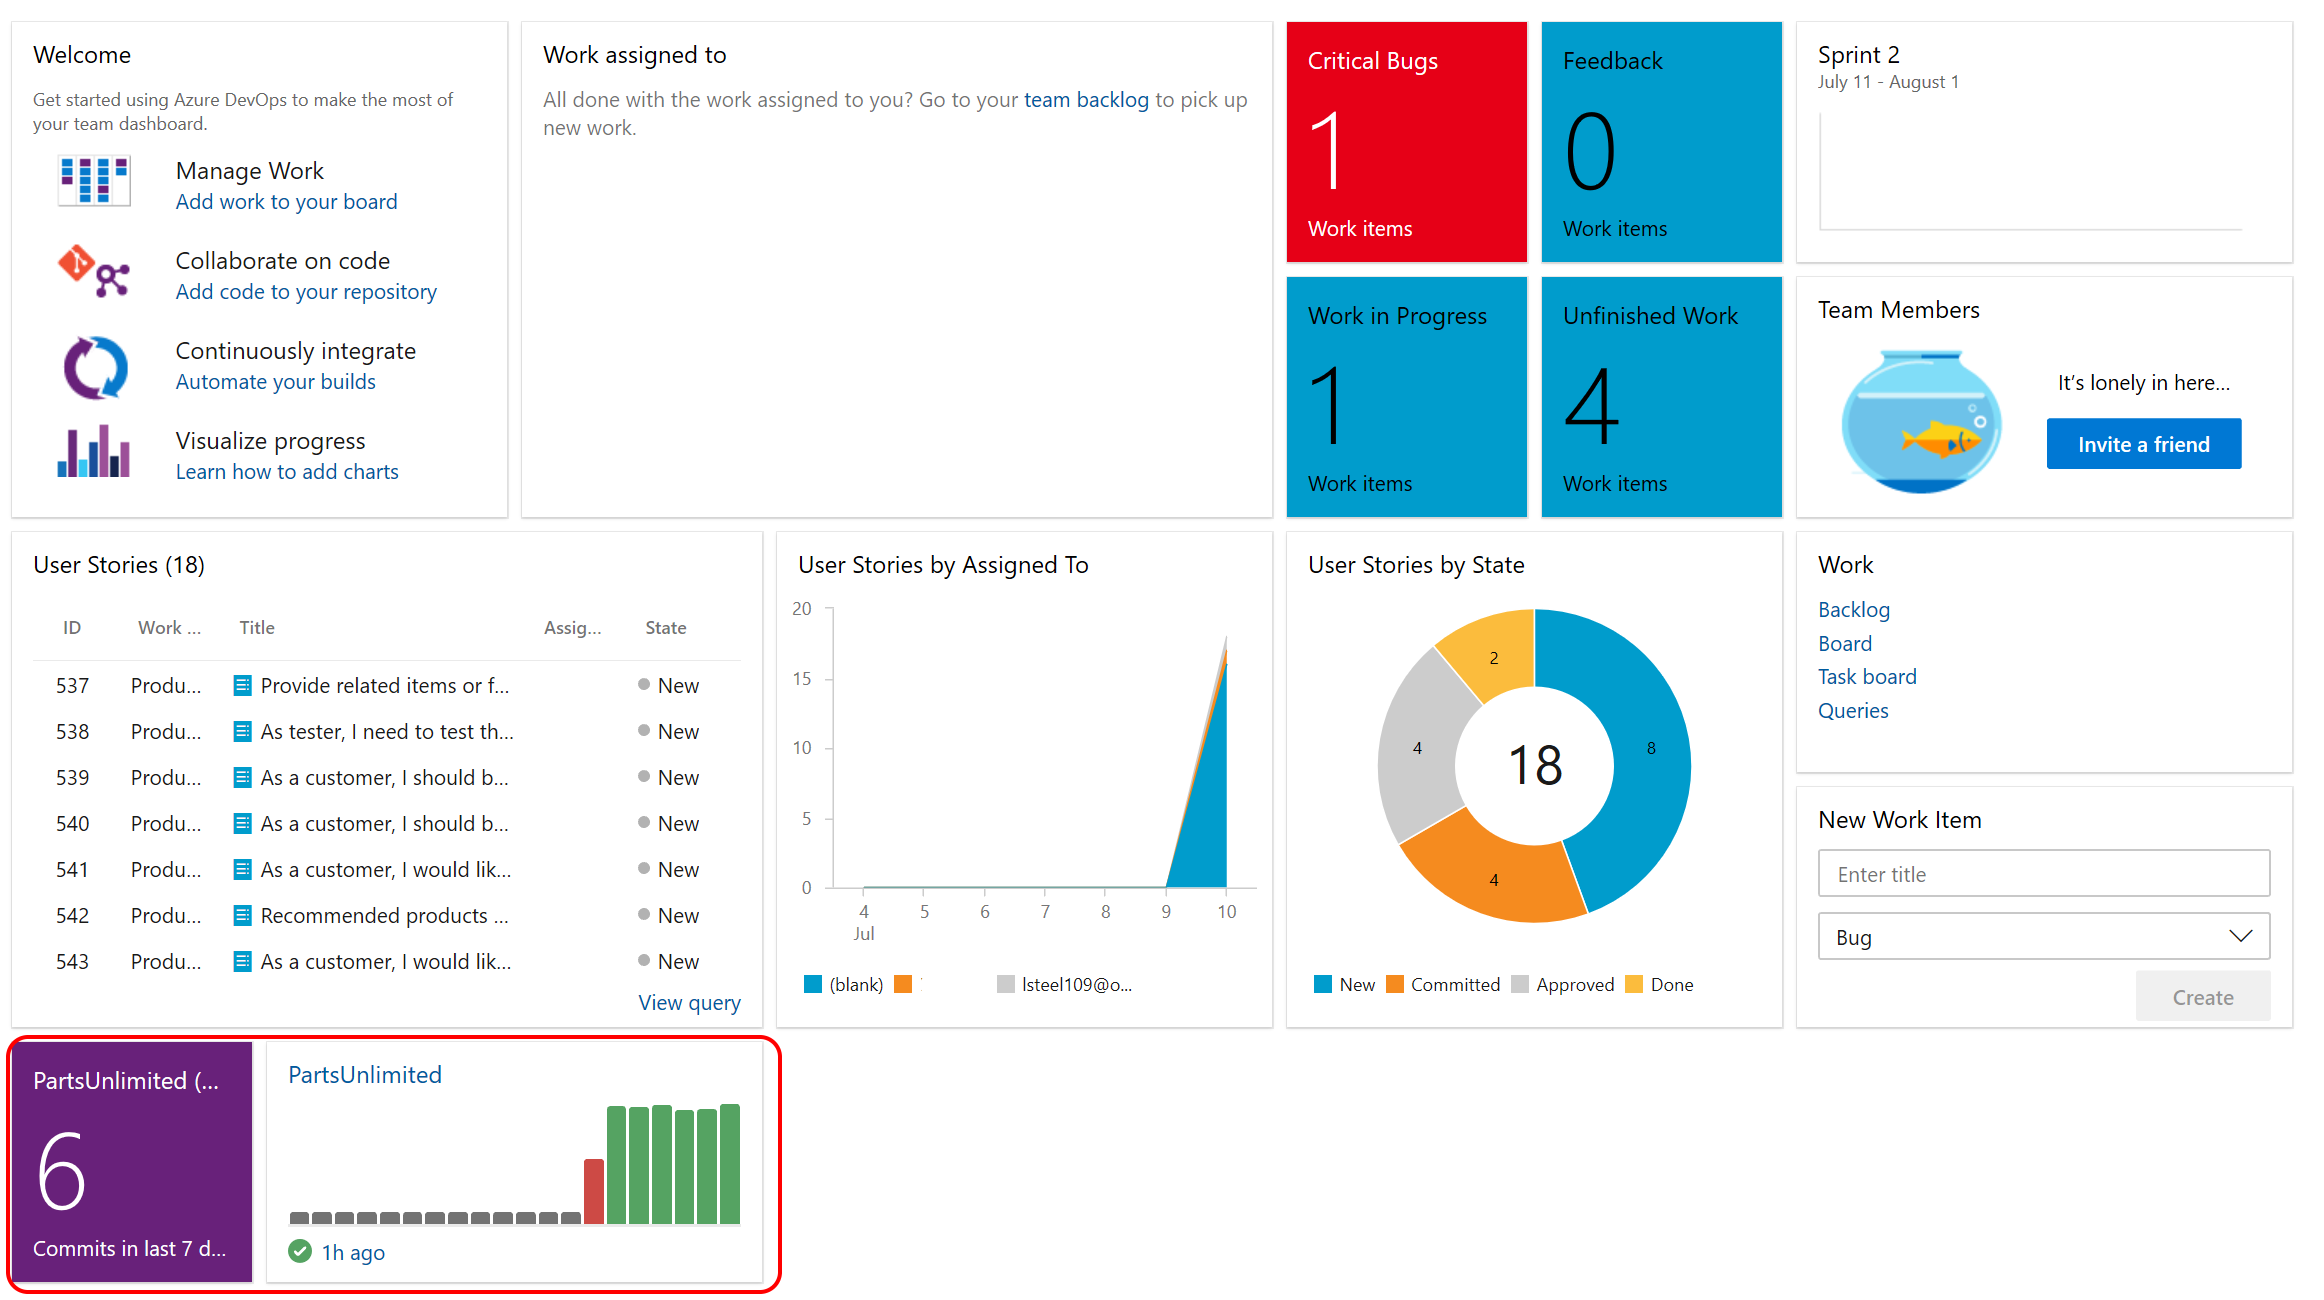 Welcome
Get started using Azure DevOps to make the most of
your team dashboard.
Manage Work
Add work to your board
Collaborate on code
Add code to your repository
Continuously integrate
Automate your builds
Visualize progress
Learn how to add charts
Work assigned to
All done with the work assigned to you? Go to your team backlog to pick up
new work.
Critical Bugs
1
Work items
Feedback
0
Work items
Sprint 2
July 11 - August 1
Work in Progress
1
Work items
Unfinished Work
4
Work items
Team Members
It's lonely in here...
Invite a friend
User Stories (18)
ID Work ... Title Assig... State
537 Produ... Provide related items or f... New
538 Produ... As tester, I need to test th... New
539 Produ... As a customer, I should b... New
540 Produ... As a customer, I should b... New
541 Produ... As a customer, I would lik... New
542 Produ... Recommended products ... New
543 Produ... As a customer, I would lik... New
View query
User Stories by Assigned To
20
15
10
5
0
4 5 6 7 8 9 10
Jul
(blank) lsteel109@o...
User Stories by State
2
4
8
18
4
New Committed Approved Done
Work
Backlog
Board
Task board
Queries
New Work Item
Enter title
Bug
Create
PartsUnlimited (...
6
Commits in last 7 d...
PartsUnlimited
1h ago